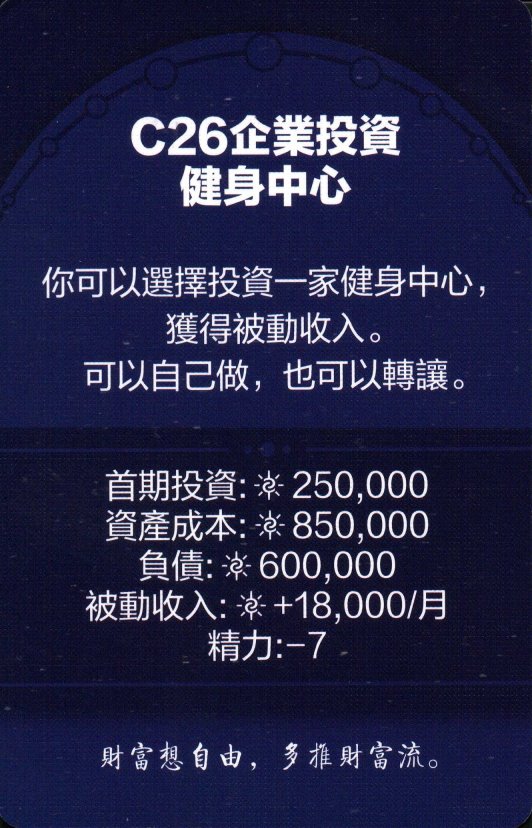 C26企業投資
健身中心
你可以選擇投資一家健身中心，
獲得被動收入。
可以自己做，也可以轉讓。
首期投資: 250,000
資產成本: 850,000
負債: 600,000
被動收入: +18,000/月
精力:-7
財富想自由，多推財富流。